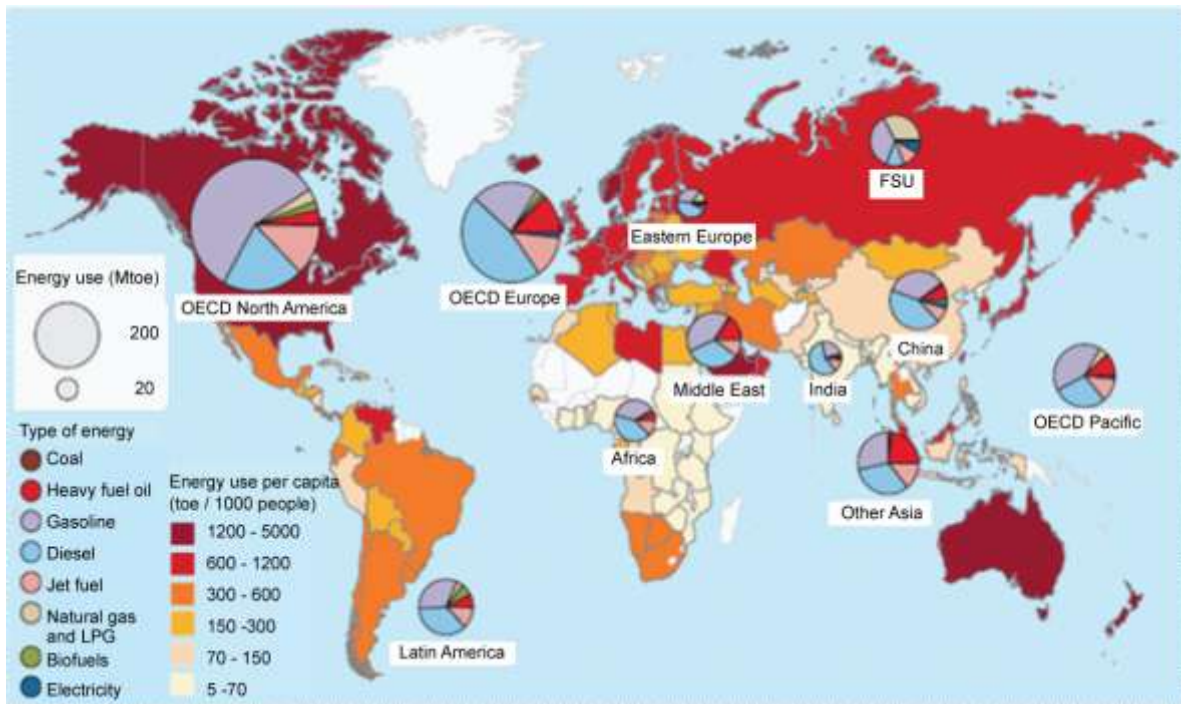 FSU
Eastern Europe
Energy use (Mtoe)
OECD North America
OECD Europe
200
20
China
Middle East
India
OECD Pacific
Africa
Other Asia
Latin America
Type of energy
Coal
Heavy fuel oil
Gasoline
Diesel
Jet fuel
Natural gas
and LPG
Biofuels
Electricity
Energy use per capita
(toe / 1000 people)
1200 - 5000
600 - 1200
300 - 600
150 -300
70 - 150
5 -70